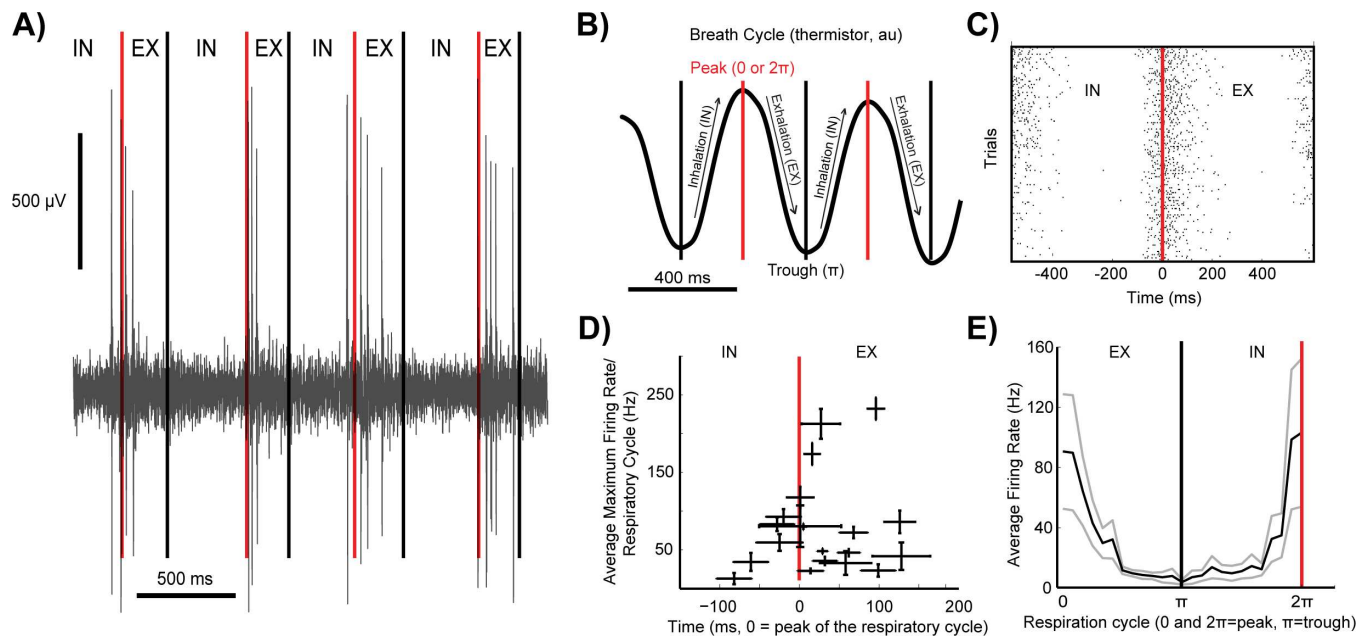 A)
IN EX IN EX IN EX IN EX
500 µV
500 ms
B)
Breath Cycle (thermistor, au)
Peak (0 or 2π)
Inhalation (IN)
Exhalation (EX)
Inhalation (IN)
Exhalation (EX)
Trough (π)
400 ms
C)
IN EX
Trials
-400 -200 0 200 400
Time (ms)
D)
IN EX
Average Maximum Firing Rate/
Respiratory Cycle (Hz)
250
150
50
-100 0 100 200
Time (ms, 0 = peak of the respiratory cycle)
E)
EX IN
Average Firing Rate (Hz)
160
120
80
40
0
0 π 2π
Respiration cycle (0 and 2π=peak, π=trough)